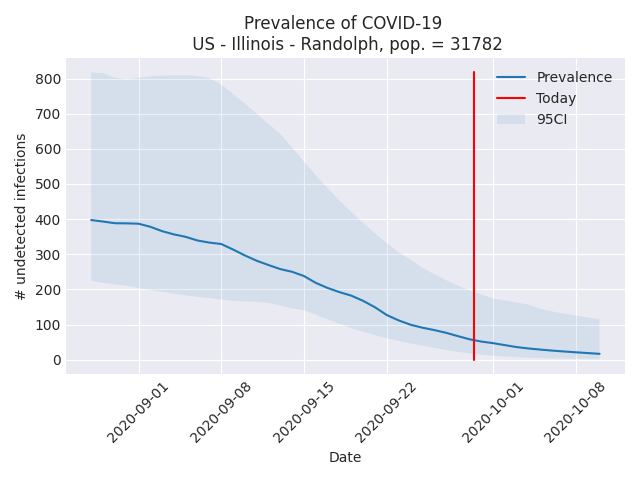 Prevalence of COVID-19
US - Illinois - Randolph, pop. = 31782
Prevalence
Today
95CI
800
700
600
500
400
300
200
100
0
# undetected infections
2020-09-01
2020-09-08
2020-09-15
2020-09-22
2020-10-01
2020-10-08
Date